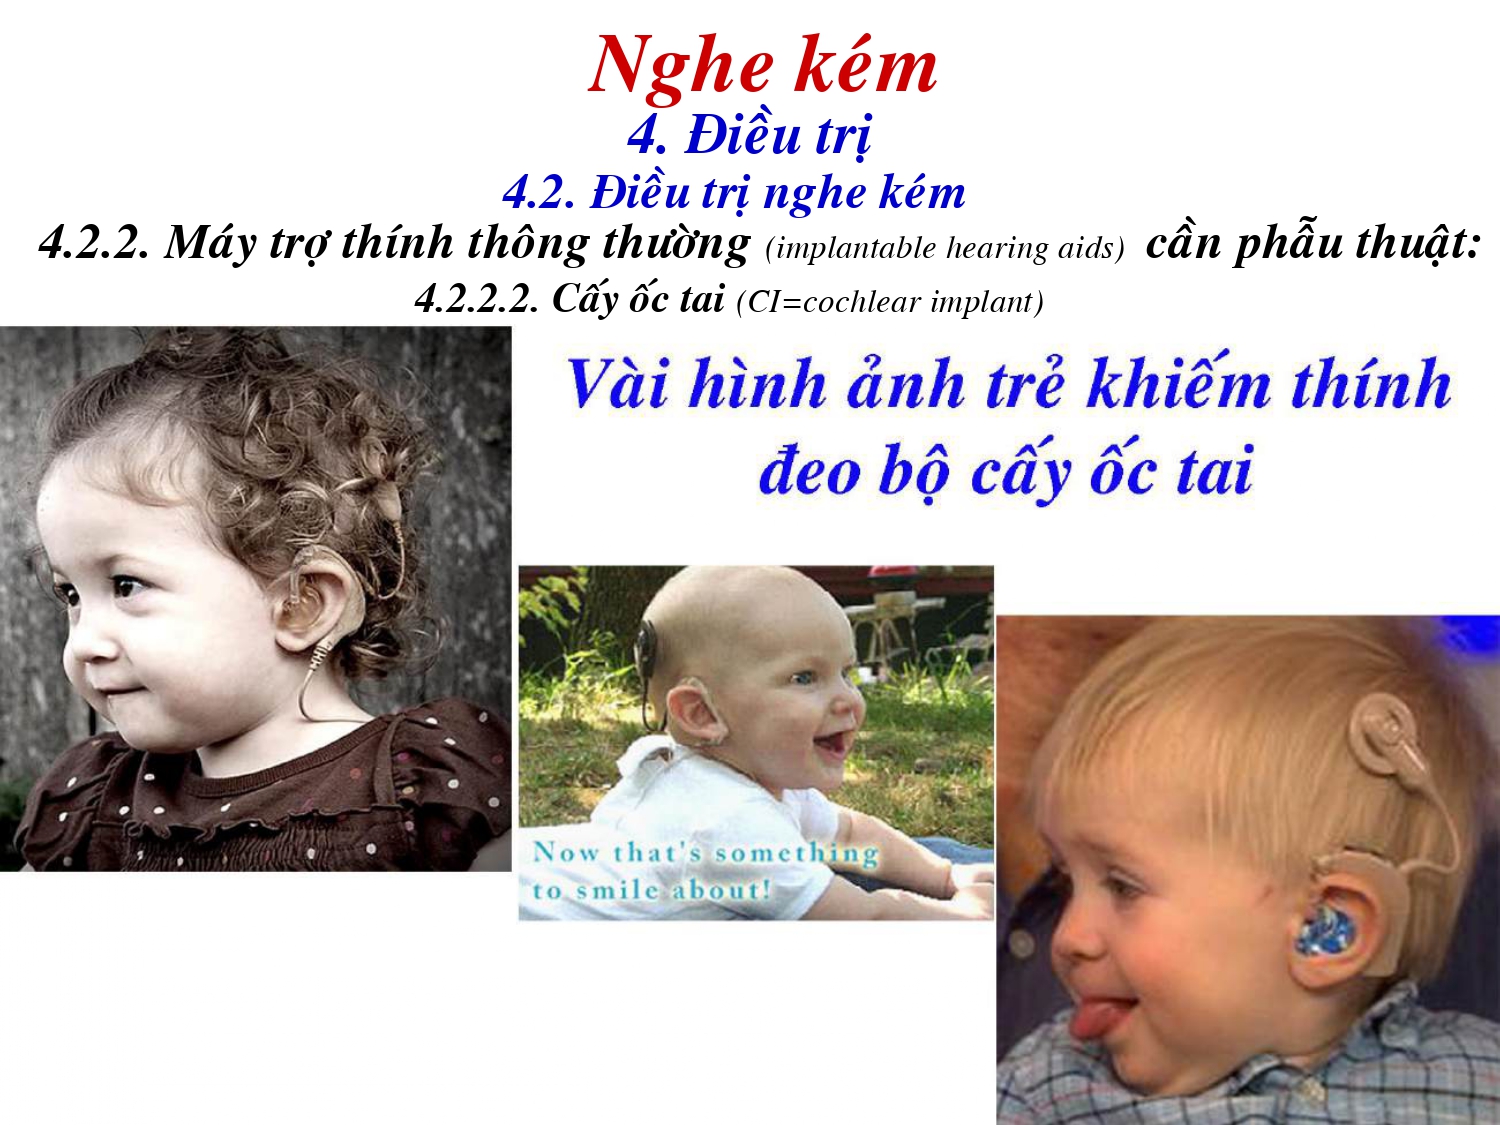 Nghe kém
4. Điều trị
4.2. Điều trị nghe kém
4.2.2. Máy trợ thính thông thường (implantable hearing aids) cần phẫu thuật:
4.2.2.2. Cấy ốc tai (CI=cochlear implant)
Vài hình ảnh trẻ khiếm thính
đeo bộ cấy ốc tai
Now that's something
to smile about!